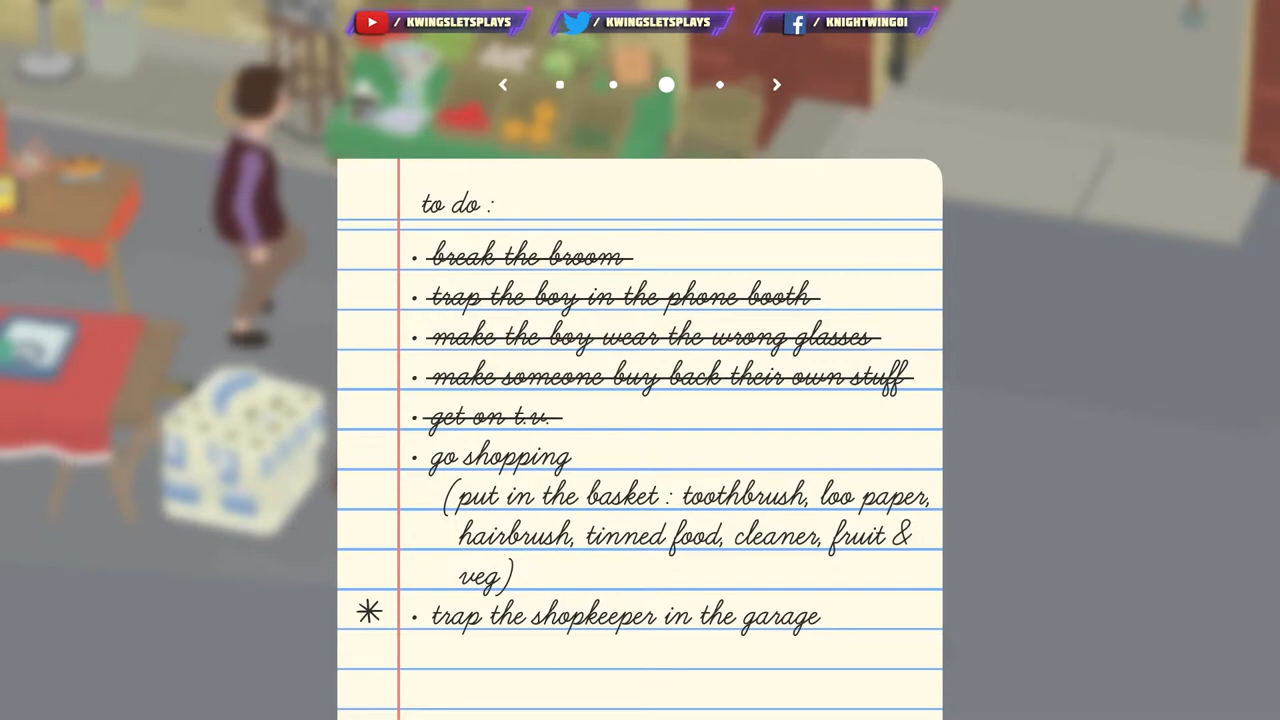 / KWINGSLETSPLAYS / KWINGSLETSPLAYS / KNIGHTWING01
to do :
• break the broom
• trap the boy in the phone booth
• make the boy wear the wrong glasses
• make someone buy back their own stuff
• get on t.v.
• go shopping
(put in the basket : toothbrush, loo paper,
hairbrush, tinned food, cleaner, fruit &
veg)
* • trap the shopkeeper in the garage